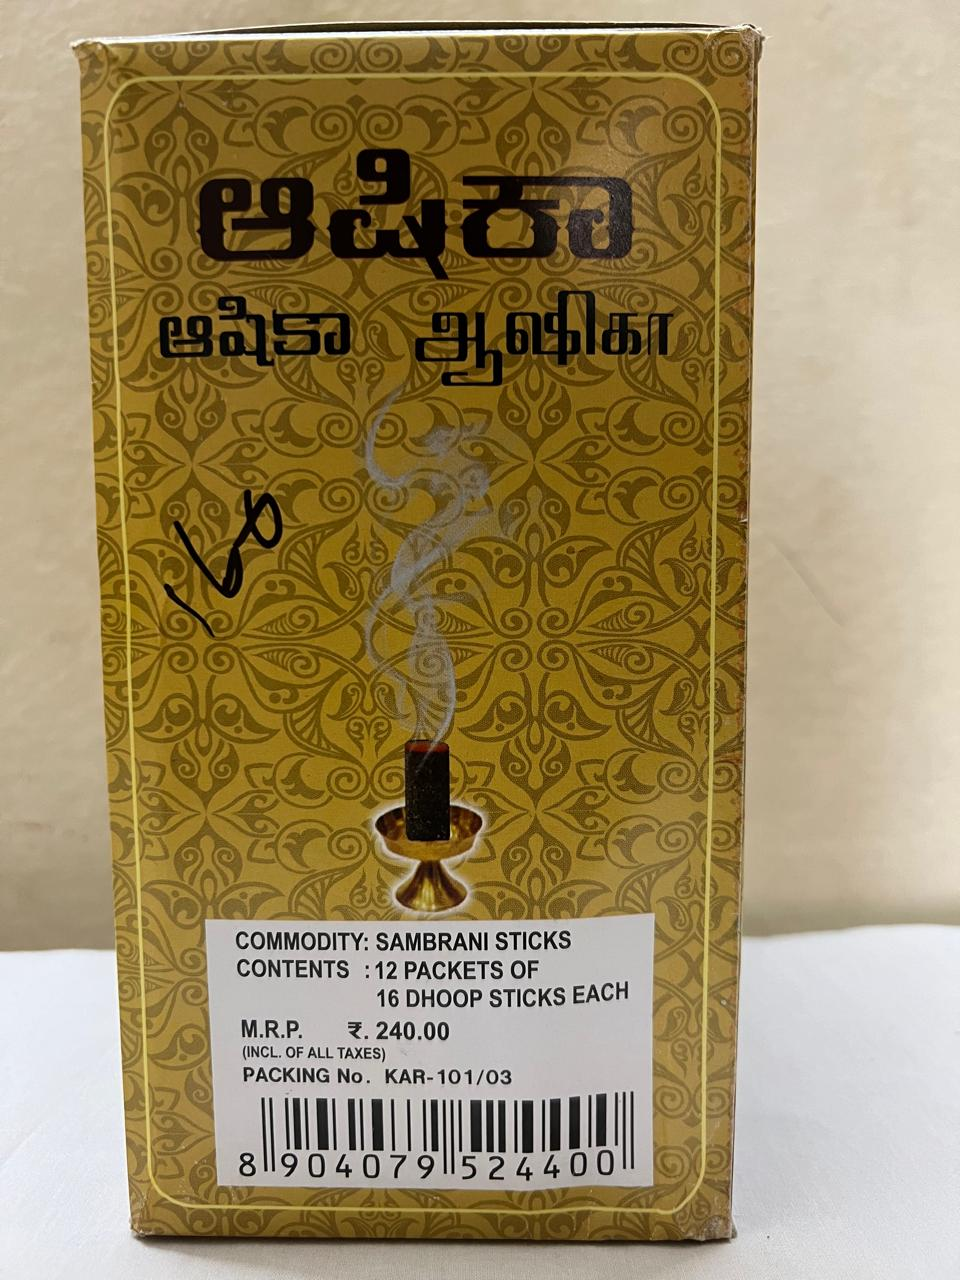 ಆಷಿಕಾ
ఆషికా ஆஷிகா
160
COMMODITY: SAMBRANI STICKS
CONTENTS : 12 PACKETS OF
16 DHOOP STICKS EACH
M.R.P. ₹. 240.00
(INCL. OF ALL TAXES)
PACKING No. KAR-101/03
8 904079 524400